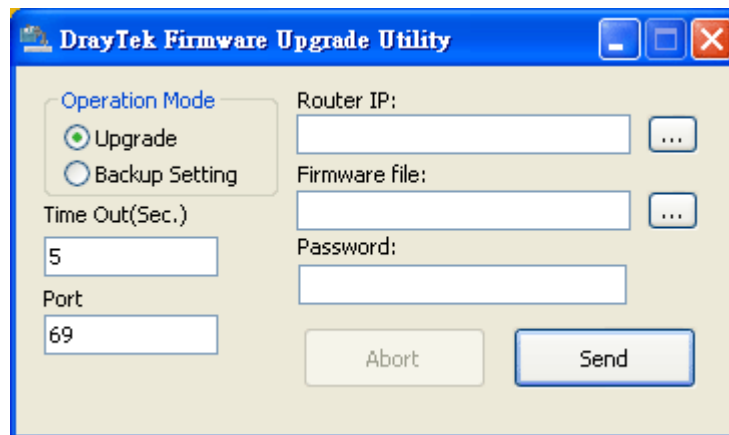 DrayTek Firmware Upgrade Utility
Operation Mode
Upgrade
Backup Setting
Time Out(Sec.)
5
Port
69
Router IP:
...
Firmware file:
...
Password:
Abort
Send